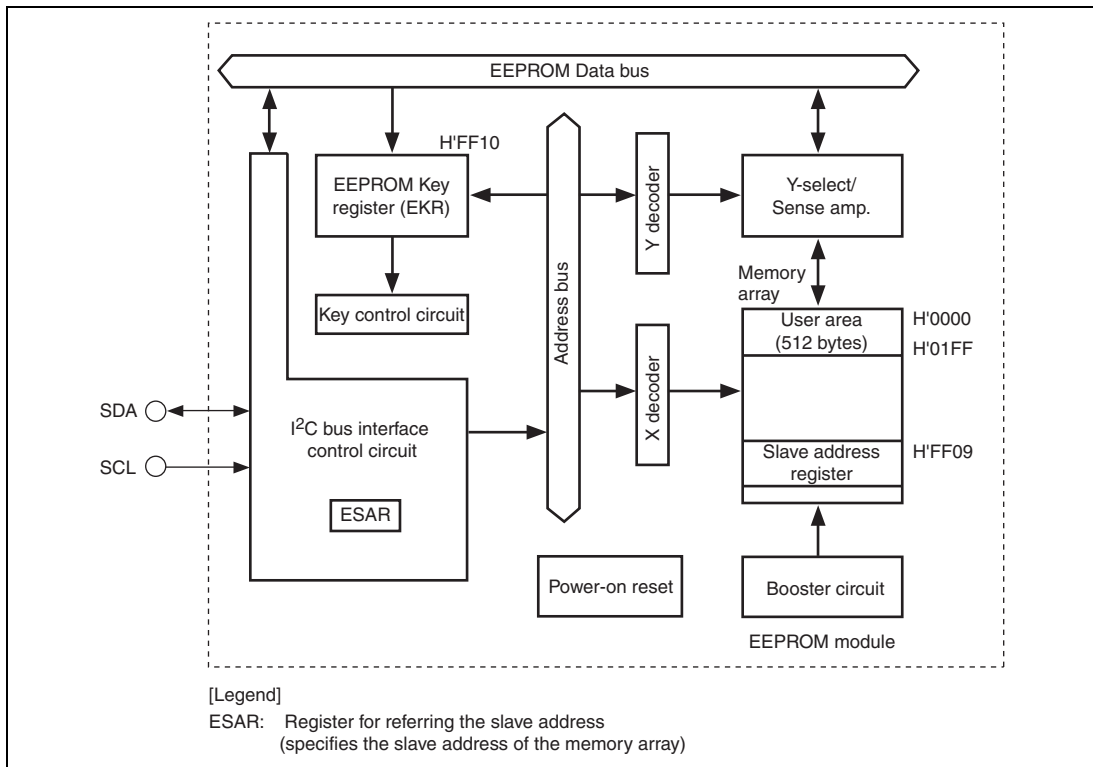 EEPROM Data bus
H'FF10
EEPROM Key
register (EKR)
Key control circuit
Address bus
Y decoder
X decoder
Y-select/
Sense amp.
Memory
array
User area
(512 bytes)
H'0000
H'01FF
Slave address
register
H'FF09
SDA
SCL
I²C bus interface
control circuit
ESAR
Power-on reset
Booster circuit
EEPROM module
[Legend]
ESAR: Register for referring the slave address
(specifies the slave address of the memory array)